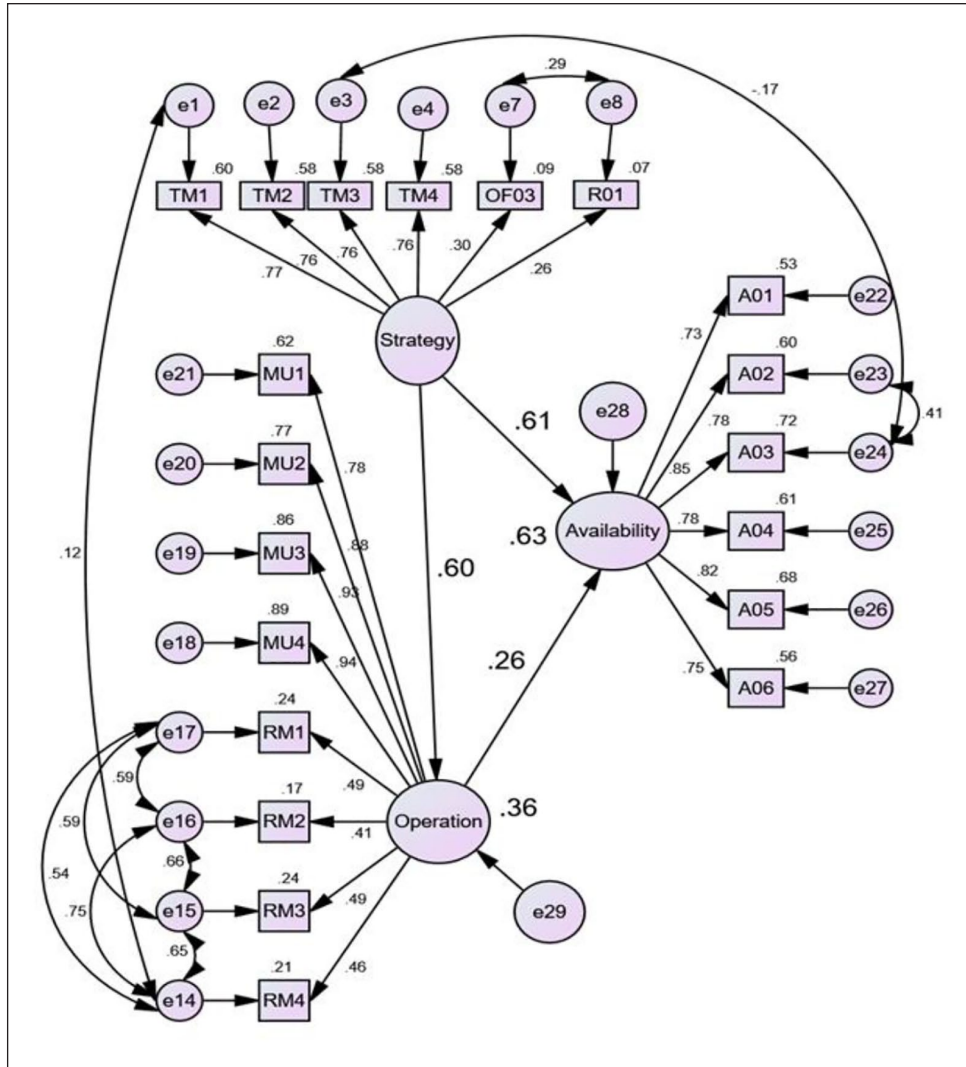 .29
-.17
e1 e2 e3 e4 e7 e8
.60 .58 .58 .58 .09 .07
TM1 TM2 TM3 TM4 OF03 R01
.77 .76 .76 .76 .30 .26
Strategy
.53
A01 e22
.73
.60
A02 e23
.78
.41
.72
A03 e24
.85
.61
A04 e25
.78
.68
A05 e26
.82
.56
A06 e27
.75
e28
.61
.63
Availability
.62
e21 MU1
.78
.77
e20 MU2
.88
.86
e19 MU3
.93
.12
.60
.89
e18 MU4
.94
.26
.24
e17 RM1
.49
.59
.17
e16 RM2
.41
Operation
.36
.59
.54
.66
.24
e15 RM3
.49
.75
e29
.65
.21
e14 RM4
.46